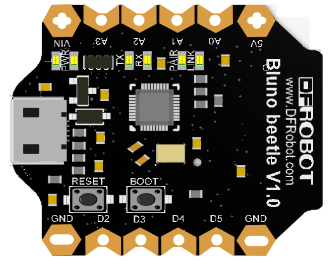 VIN A3 A2 A1 A0 5V
PWR TX RX PAIR LINK
DFROBOT
www.DFRobot.com
Bluno beetle V1.0
RESET BOOT
GND D2 D3 D4 D5 GND